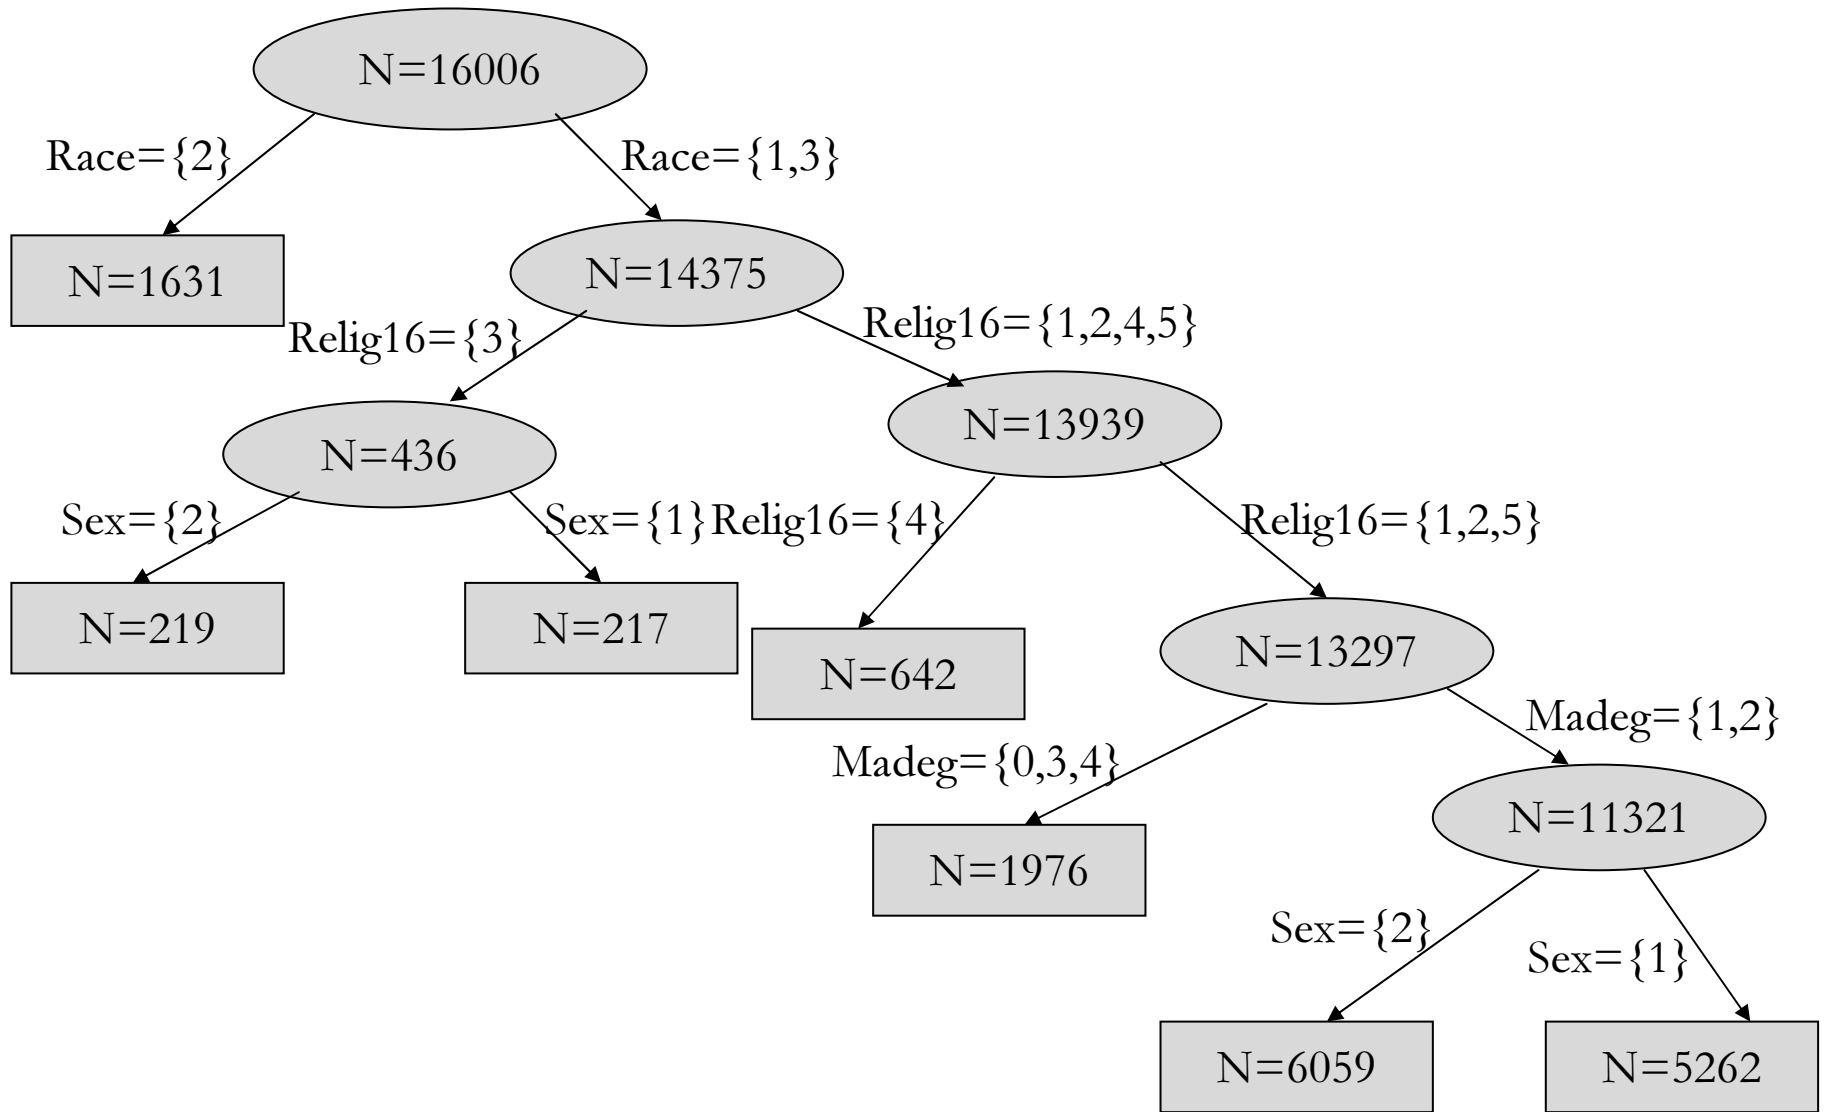 N=16006
Race={2}
Race={1,3}
N=1631
N=14375
Relig16={3}
Relig16={1,2,4,5}
N=436
N=13939
Sex={2}
Sex={1}
Relig16={4}
Relig16={1,2,5}
N=219
N=217
N=642
N=13297
Madeg={0,3,4}
Madeg={1,2}
N=1976
N=11321
Sex={2}
Sex={1}
N=6059
N=5262